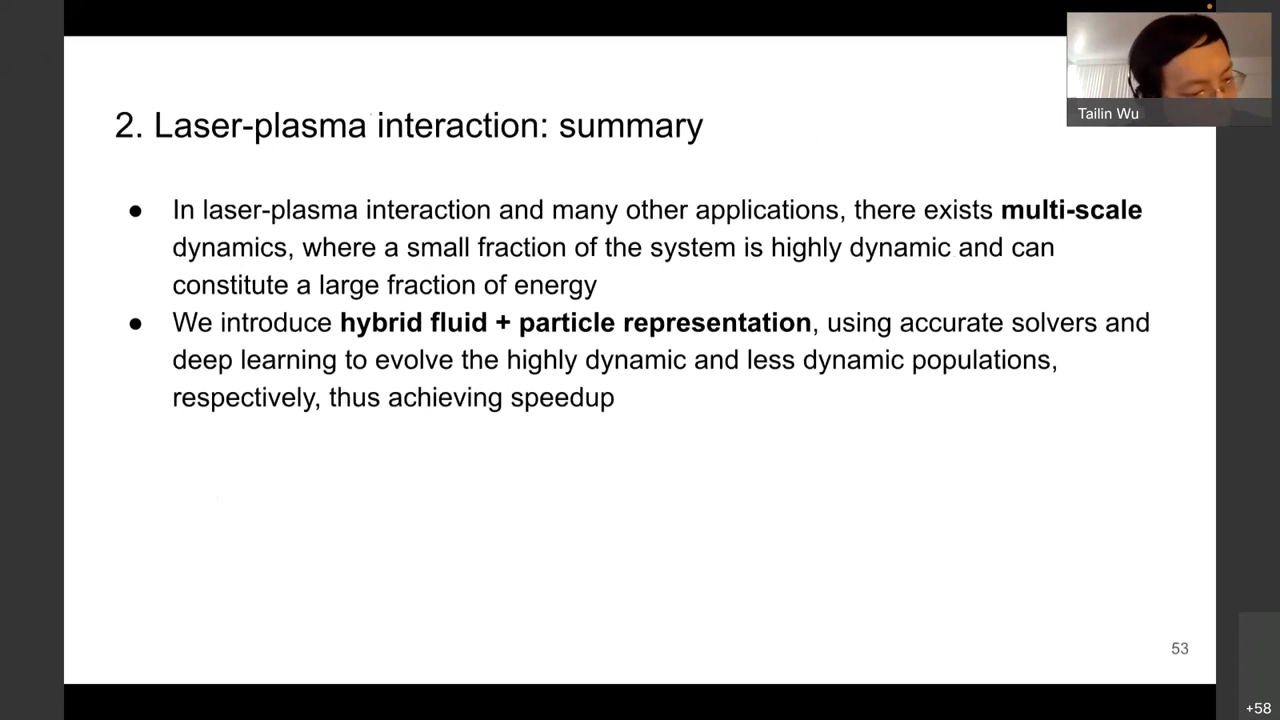 Tailin Wu
2. Laser-plasma interaction: summary
● In laser-plasma interaction and many other applications, there exists multi-scale
dynamics, where a small fraction of the system is highly dynamic and can
constitute a large fraction of energy
● We introduce hybrid fluid + particle representation, using accurate solvers and
deep learning to evolve the highly dynamic and less dynamic populations,
respectively, thus achieving speedup
53
+58